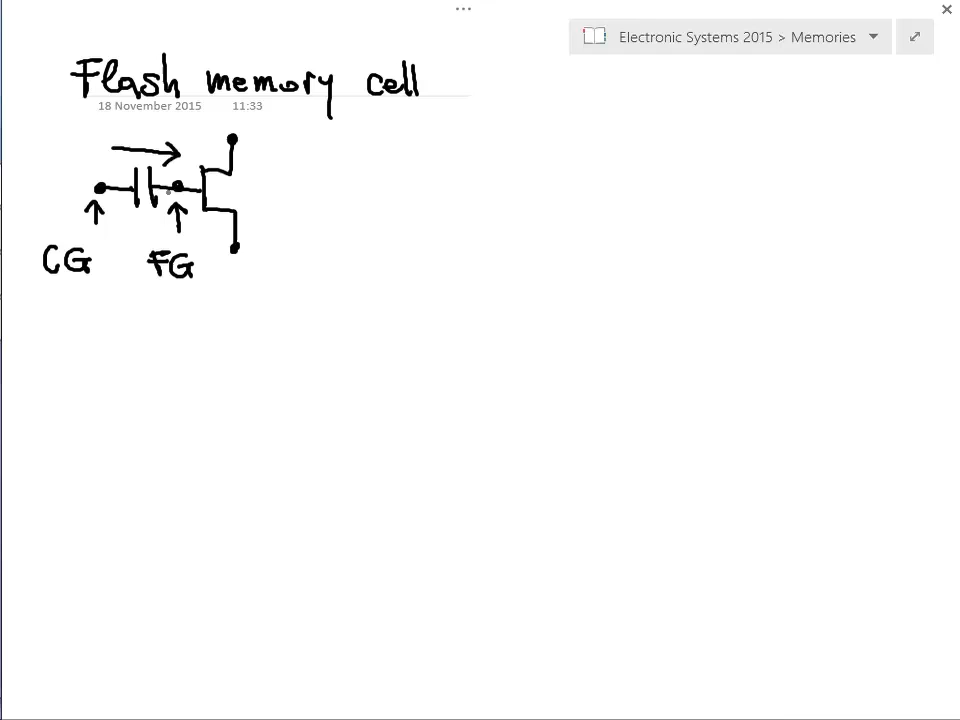 Electronic Systems 2015 > Memories
Flash memory cell
18 November 2015 11:33
CG FG